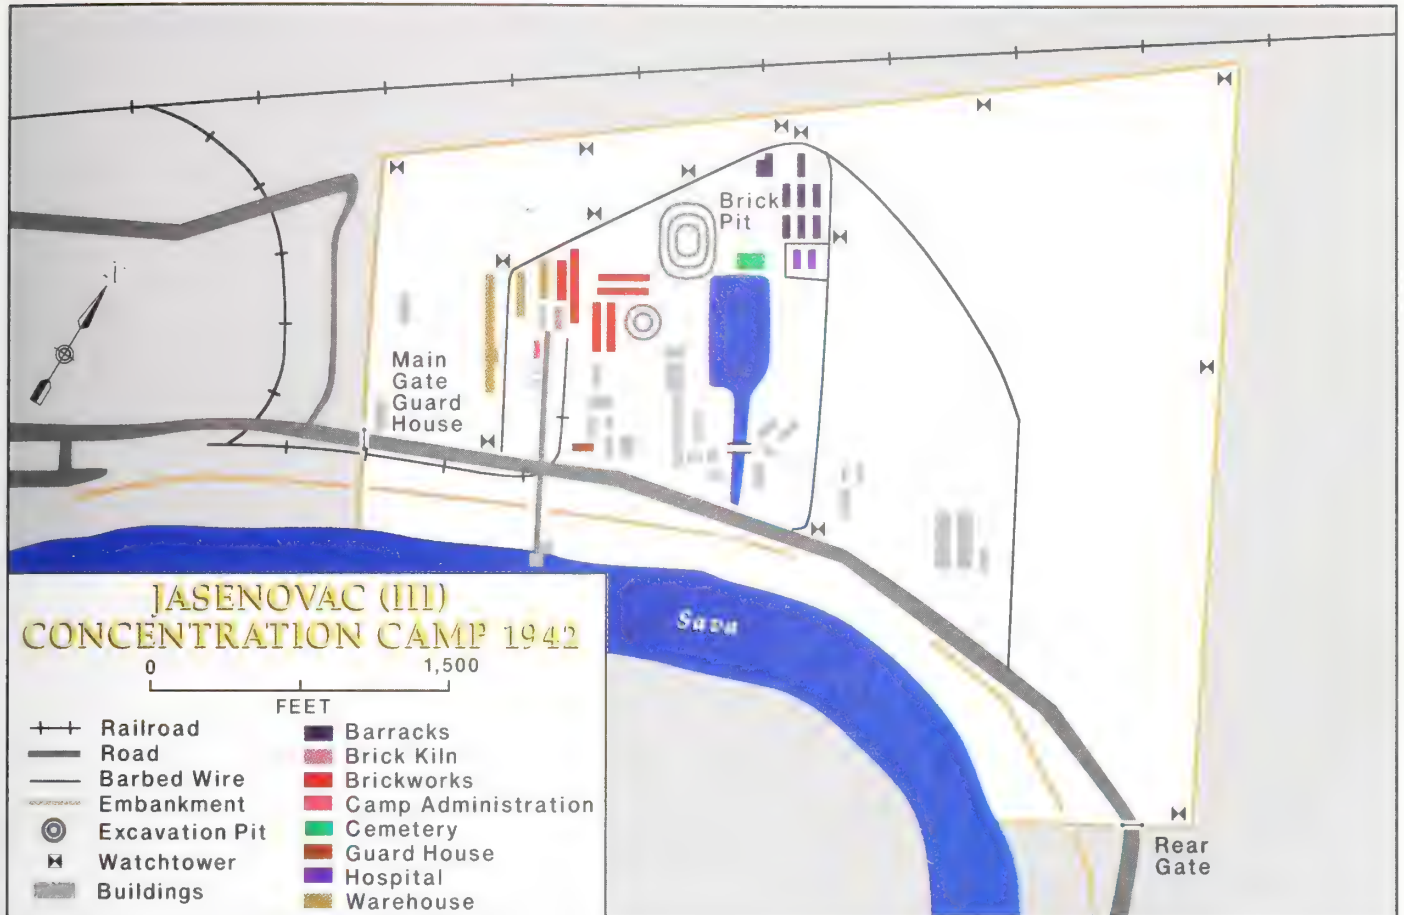 Brick
Pit
Main
Gate
Guard
House
Sava
Rear
Gate
JASENOVAC (III)
CONCENTRATION CAMP 1942
0 1,500
FEET
Railroad
Road
Barbed Wire
Embankment
Excavation Pit
Watchtower
Buildings
Barracks
Brick Kiln
Brickworks
Camp Administration
Cemetery
Guard House
Hospital
Warehouse